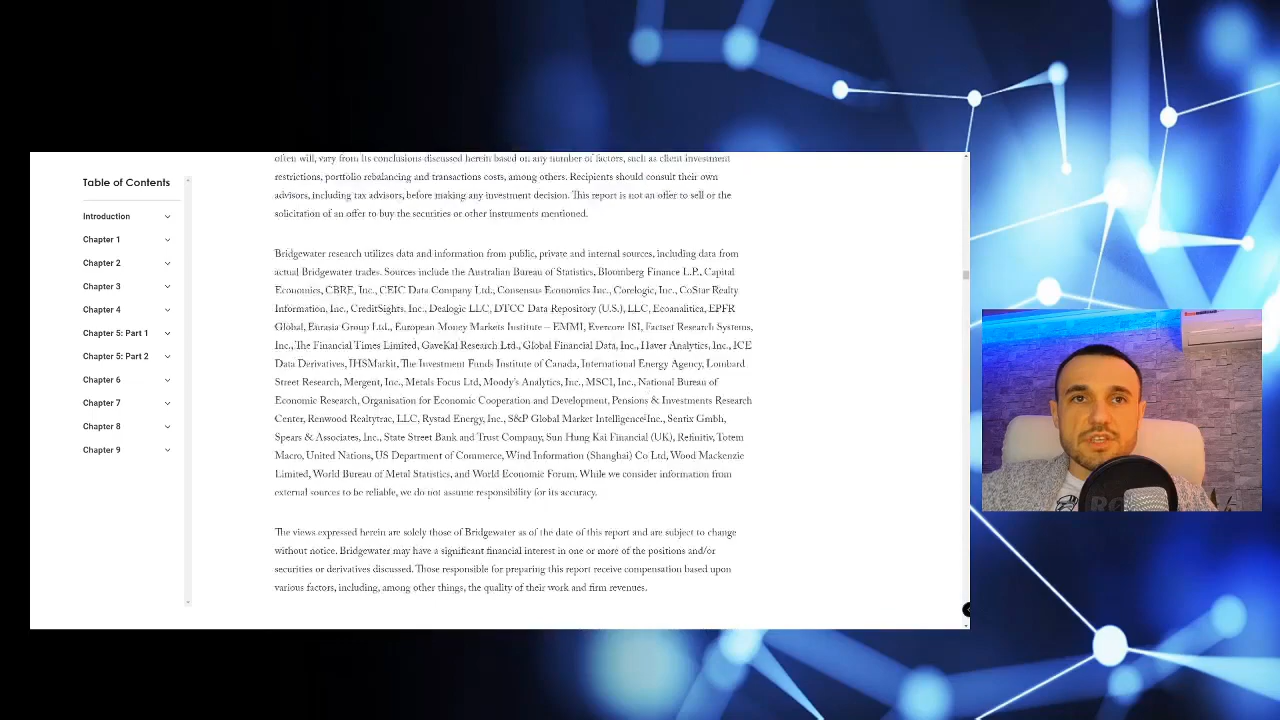 Table of Contents
Introduction
Chapter 1
Chapter 2
Chapter 3
Chapter 4
Chapter 5: Part 1
Chapter 5: Part 2
Chapter 6
Chapter 7
Chapter 8
Chapter 9
often will, vary from its conclusions discussed herein based on any number of factors, such as client investment
restrictions, portfolio rebalancing and transactions costs, among others. Recipients should consult their own
advisors, including tax advisors, before making any investment decision. This report is not an offer to sell or the
solicitation of an offer to buy the securities or other instruments mentioned.
Bridgewater research utilizes data and information from public, private and internal sources, including data from
actual Bridgewater trades. Sources include the Australian Bureau of Statistics, Bloomberg Finance L.P., Capital
Economics, CBRE, Inc., CEIC Data Company Ltd., Consensus Economics Inc., Corelogic, Inc., CoStar Realty
Information, Inc., CreditSights, Inc., Dealogic LLC, DTCC Data Repository (U.S.), LLC, Ecoanalitica, EPFR
Global, Eurasia Group Ltd., European Money Markets Institute – EMMI, Evercore ISI, Factset Research Systems,
Inc., The Financial Times Limited, GaveKal Research Ltd., Global Financial Data, Inc., Haver Analytics, Inc., ICE
Data Derivatives, IHSMarkit, The Investment Funds Institute of Canada, International Energy Agency, Lombard
Street Research, Mergent, Inc., Metals Focus Ltd, Moody's Analytics, Inc., MSCI, Inc., National Bureau of
Economic Research, Organisation for Economic Cooperation and Development, Pensions & Investments Research
Center, Renwood Realtytrac, LLC, Rystad Energy, Inc., S&P Global Market Intelligence Inc., Sentix Gmbh,
Spears & Associates, Inc., State Street Bank and Trust Company, Sun Hung Kai Financial (UK), Refinitiv, Totem
Macro, United Nations, US Department of Commerce, Wind Information (Shanghai) Co Ltd, Wood Mackenzie
Limited, World Bureau of Metal Statistics, and World Economic Forum. While we consider information from
external sources to be reliable, we do not assume responsibility for its accuracy.
The views expressed herein are solely those of Bridgewater as of the date of this report and are subject to change
without notice. Bridgewater may have a significant financial interest in one or more of the positions and/or
securities or derivatives discussed. Those responsible for preparing this report receive compensation based upon
various factors, including, among other things, the quality of their work and firm revenues.